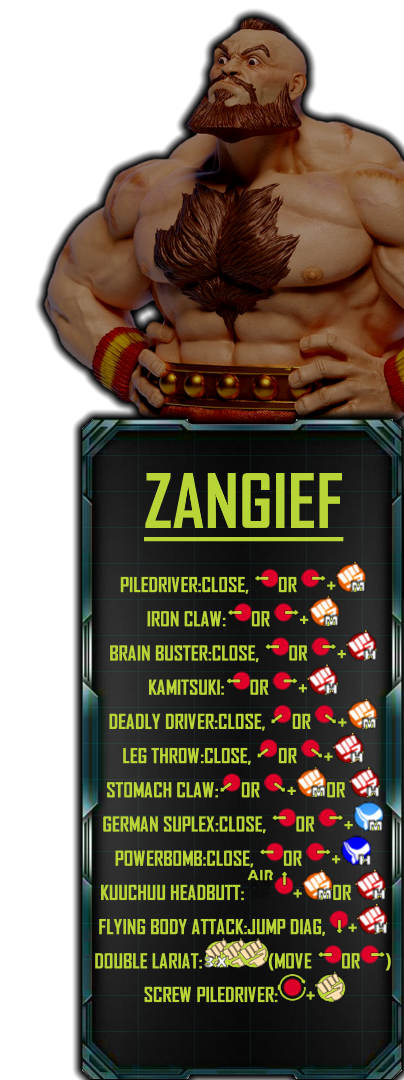 ZANGIEF
PILEDRIVER:CLOSE, OR + M
IRON CLAW: OR + M
BRAIN BUSTER:CLOSE, OR + H
KAMITSUKI: OR + H
DEADLY DRIVER:CLOSE, OR + M
LEG THROW:CLOSE, OR + H
STOMACH CLAW: OR + M OR H
GERMAN SUPLEX:CLOSE, OR + M
POWERBOMB:CLOSE, OR + H
AIR
KUUCHUU HEADBUTT: + M OR H
FLYING BODY ATTACK:JUMP DIAG, + H
DOUBLE LARIAT: 3 X (MOVE OR )
SCREW PILEDRIVER: +